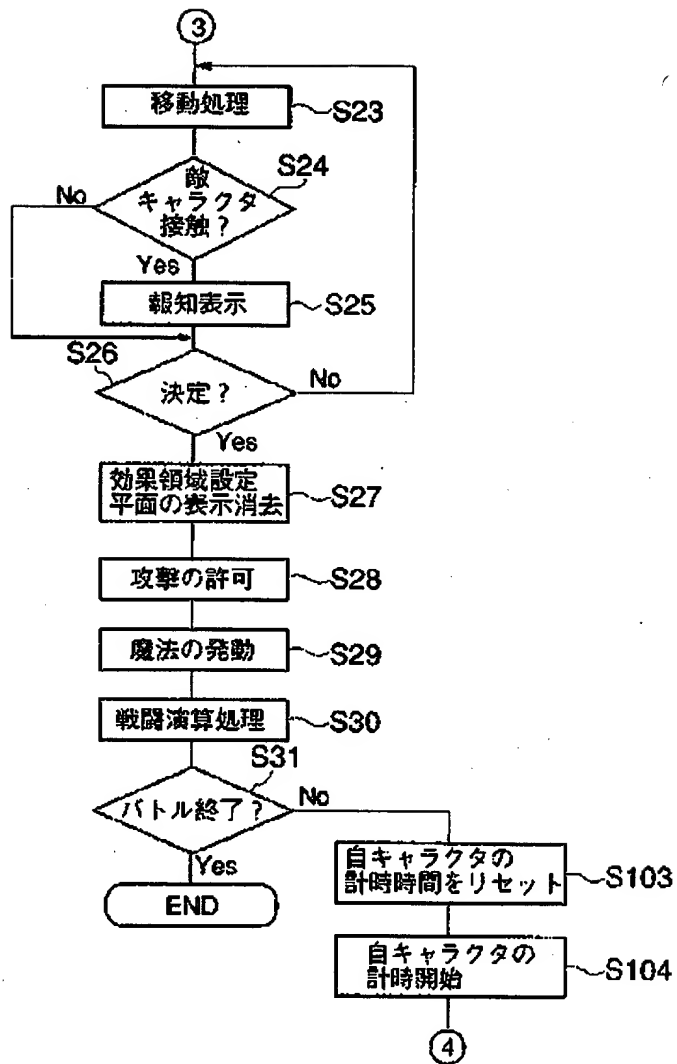 3
移動処理
S23
敵
キャラクタ
接触?
S24
No
Yes
報知表示
S25
S26
決定?
No
Yes
効果領域設定
平面の表示消去
S27
攻撃の許可
S28
魔法の発動
S29
戦闘演算処理
S30
S31
バトル終了?
No
Yes
END
自キャラクタの
計時時間をリセット
S103
自キャラクタの
計時開始
S104
4